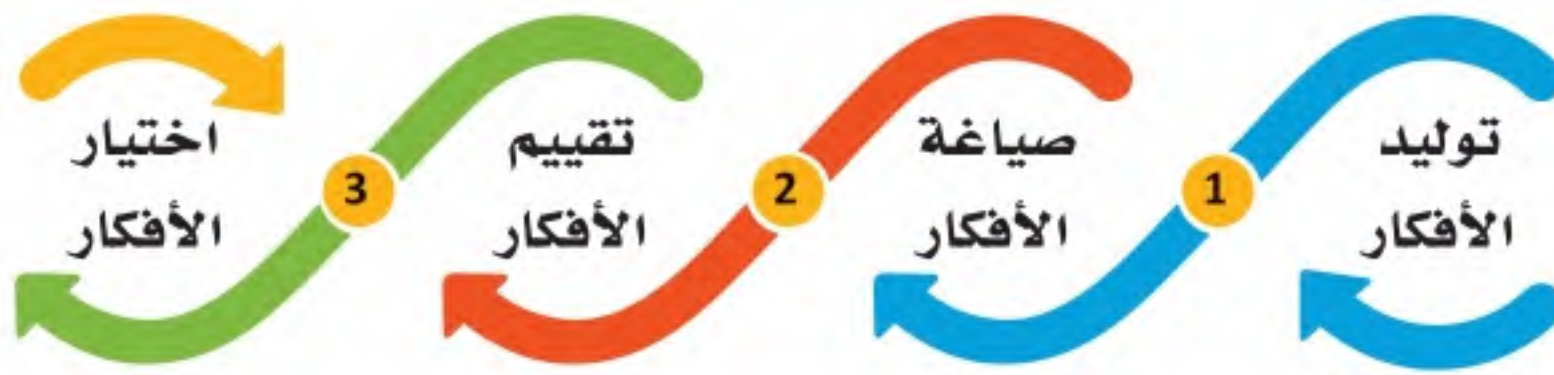 توليد
الأفكار
1
صياغة
الأفكار
2
تقييم
الأفكار
3
اختيار
الأفكار